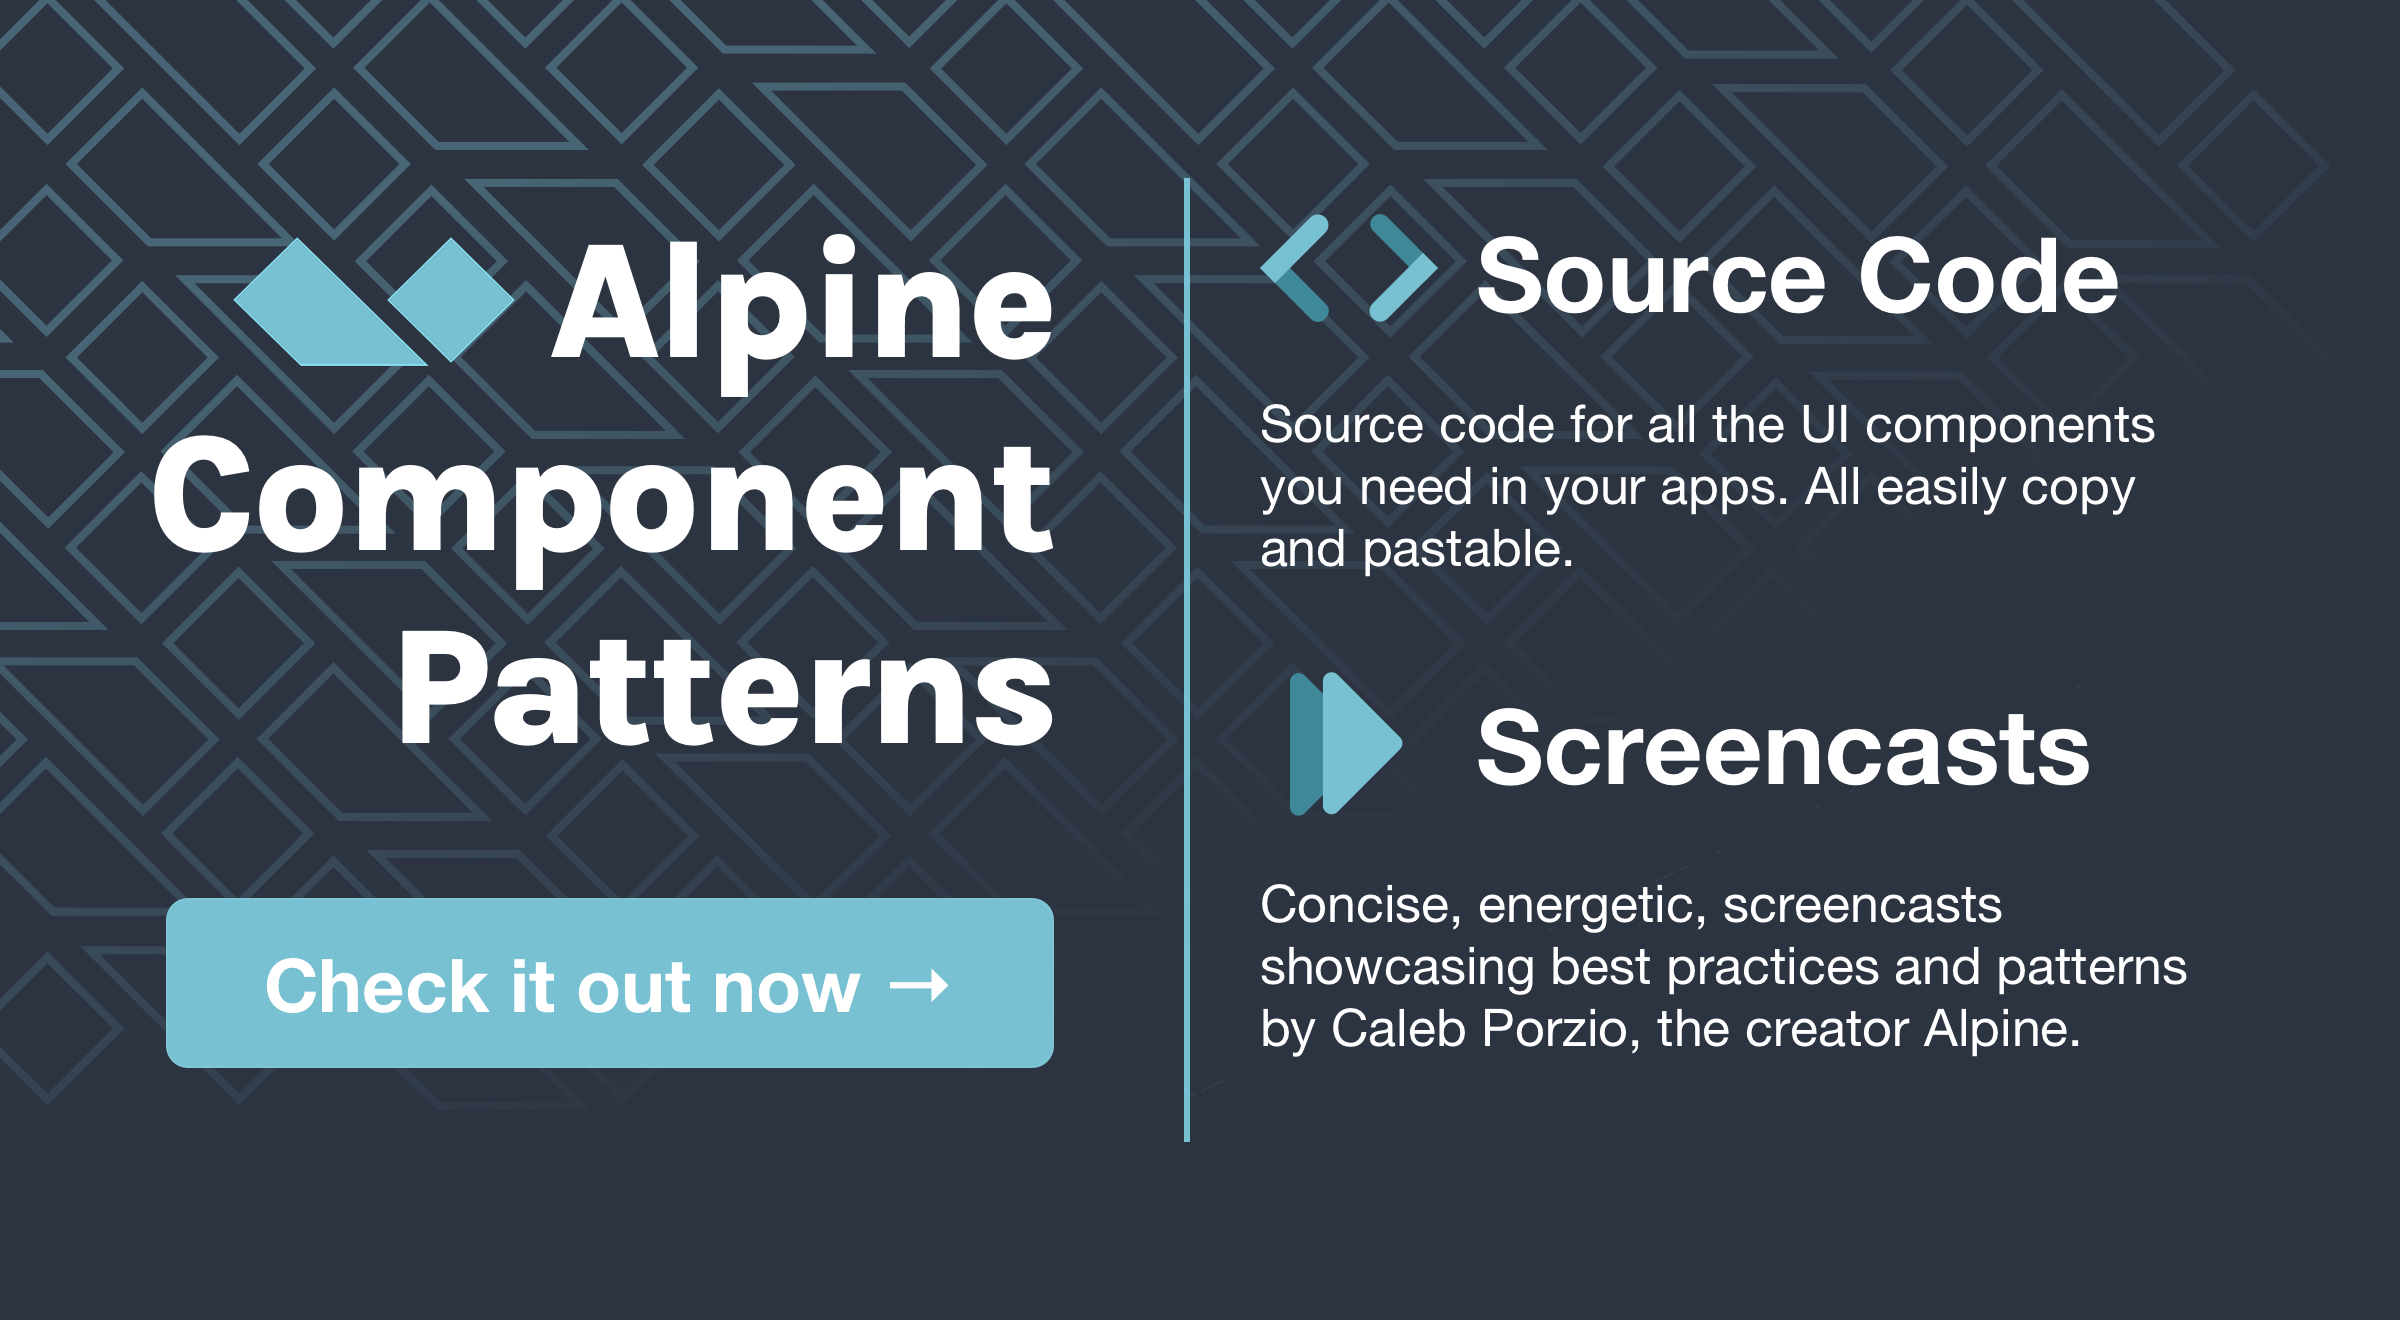 Alpine
Component
Patterns
Check it out now →
Source Code
Source code for all the UI components
you need in your apps. All easily copy
and pastable.
Screencasts
Concise, energetic, screencasts
showcasing best practices and patterns
by Caleb Porzio, the creator Alpine.